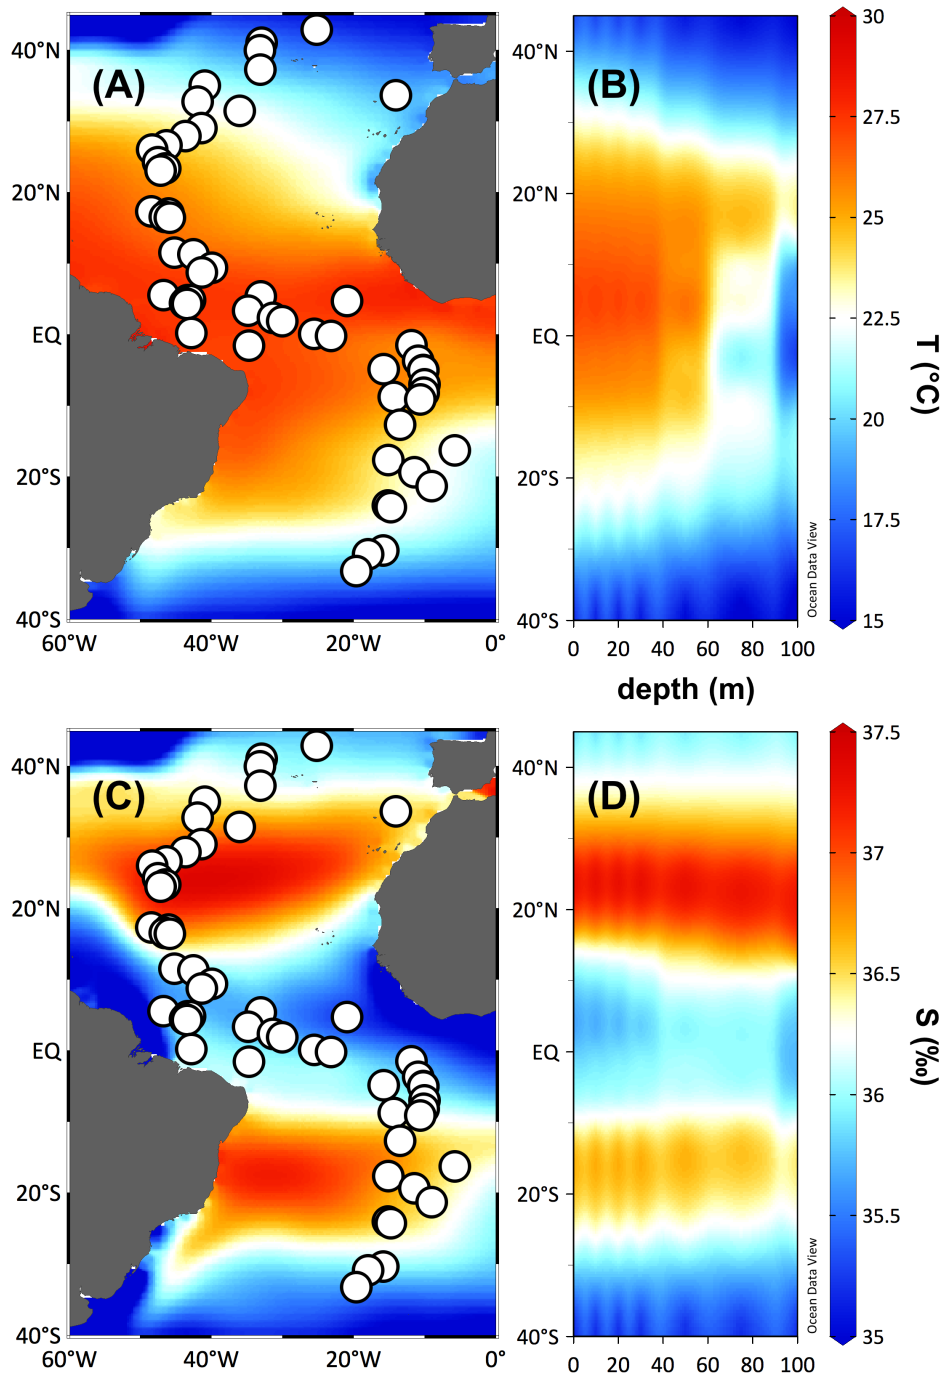 (A)
40°N
20°N
EQ
20°S
40°S
60°W
40°W
20°W
0°
(B)
40°N
20°N
EQ
20°S
40°S
0
20
40
60
80
100
depth (m)
Ocean Data View
30
27.5
25
22.5
20
17.5
15
T (°C)
(C)
40°N
20°N
EQ
20°S
40°S
60°W
40°W
20°W
0°
(D)
40°N
20°N
EQ
20°S
40°S
0
20
40
60
80
100
Ocean Data View
37.5
37
36.5
36
35.5
35
S (‰)